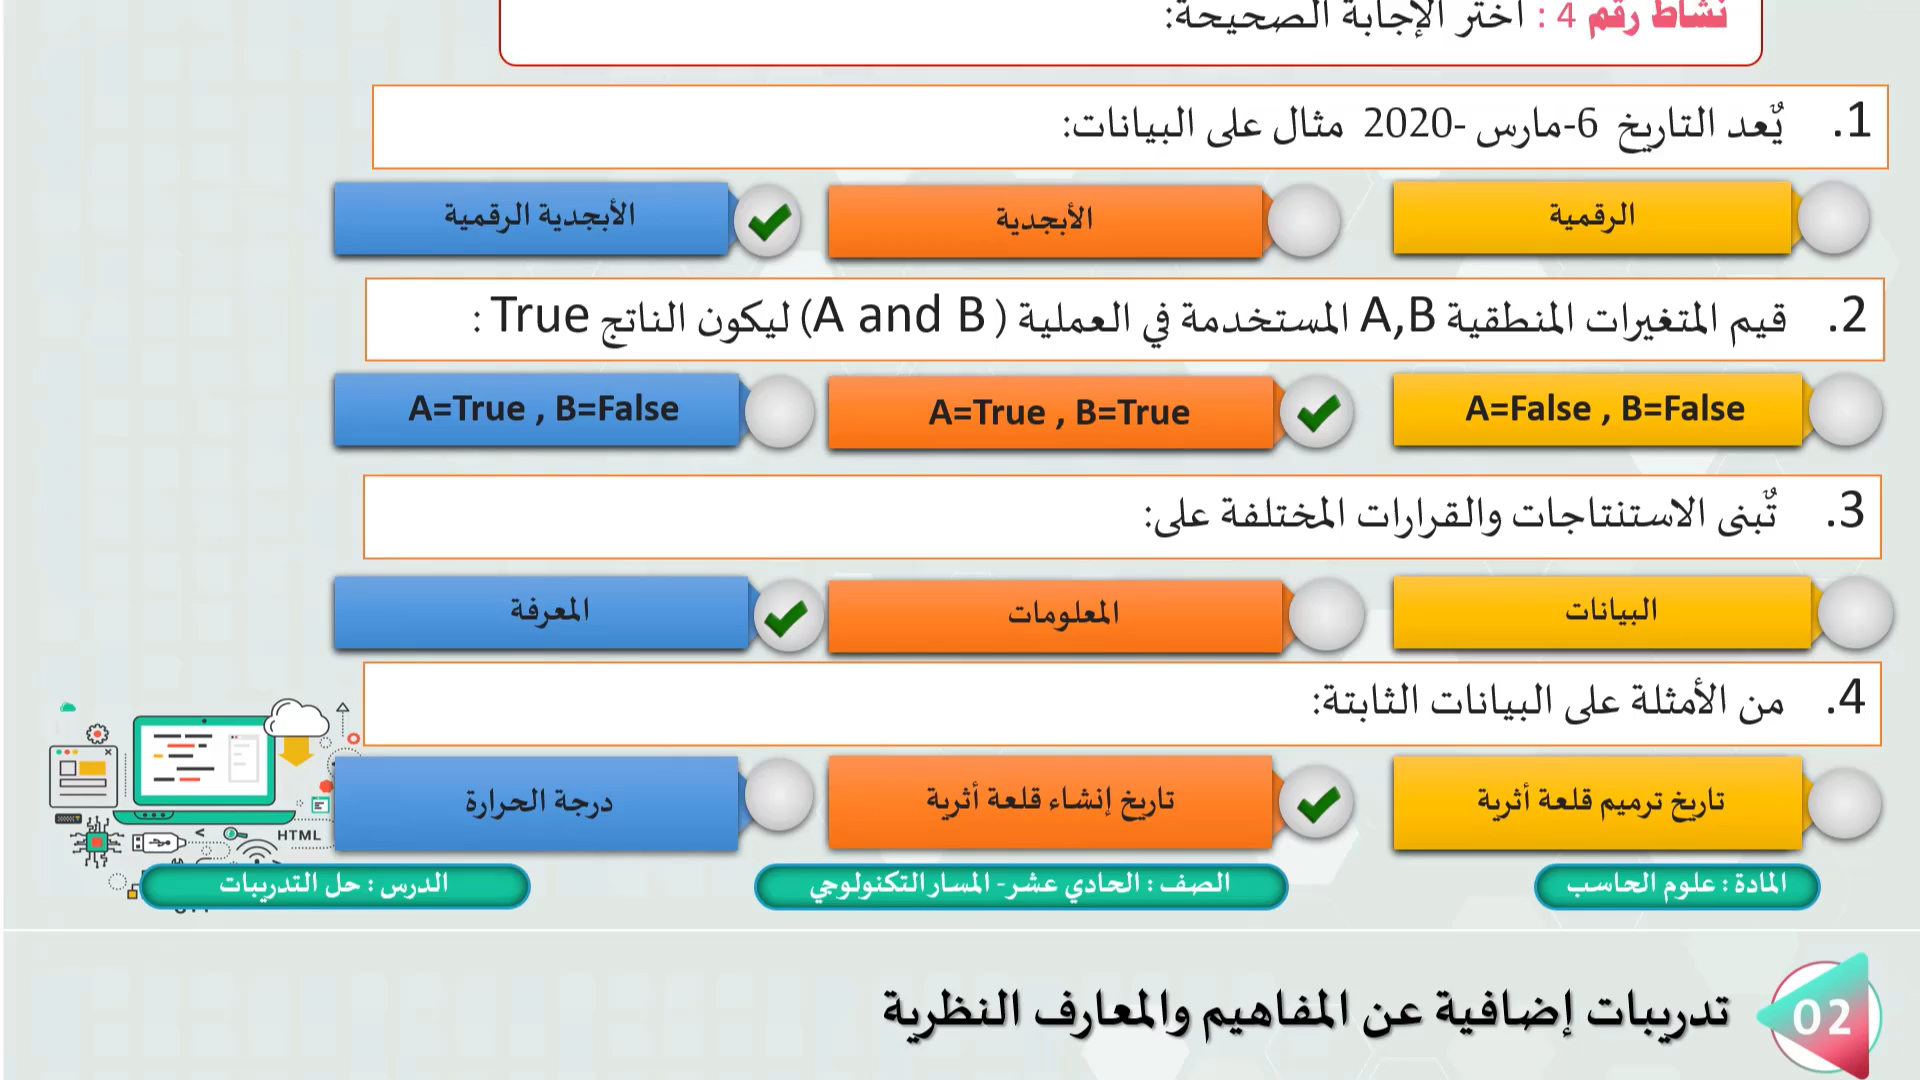 نشاط رقم 4 : اختر الإجابة الصحيحة:
1. يُعد التاريخ 6-مارس -2020 مثال على البيانات:
الرقمية
الأبجدية
الأبجدية الرقمية
2. قيم المتغيرات المنطقية A,B المستخدمة في العملية ( A and B) ليكون الناتج True :
A=False , B=False
A=True , B=True
A=True , B=False
3. تُبنى الاستنتاجات والقرارات المختلفة على:
البيانات
المعلومات
المعرفة
4. من الأمثلة على البيانات الثابتة:
تاريخ ترميم قلعة أثرية
تاريخ إنشاء قلعة أثرية
درجة الحرارة
HTML
المادة : علوم الحاسب
الصف : الحادي عشر- المسار التكنولوجي
الدرس : حل التدريبات
02
تدريبات إضافية عن المفاهيم والمعارف النظرية